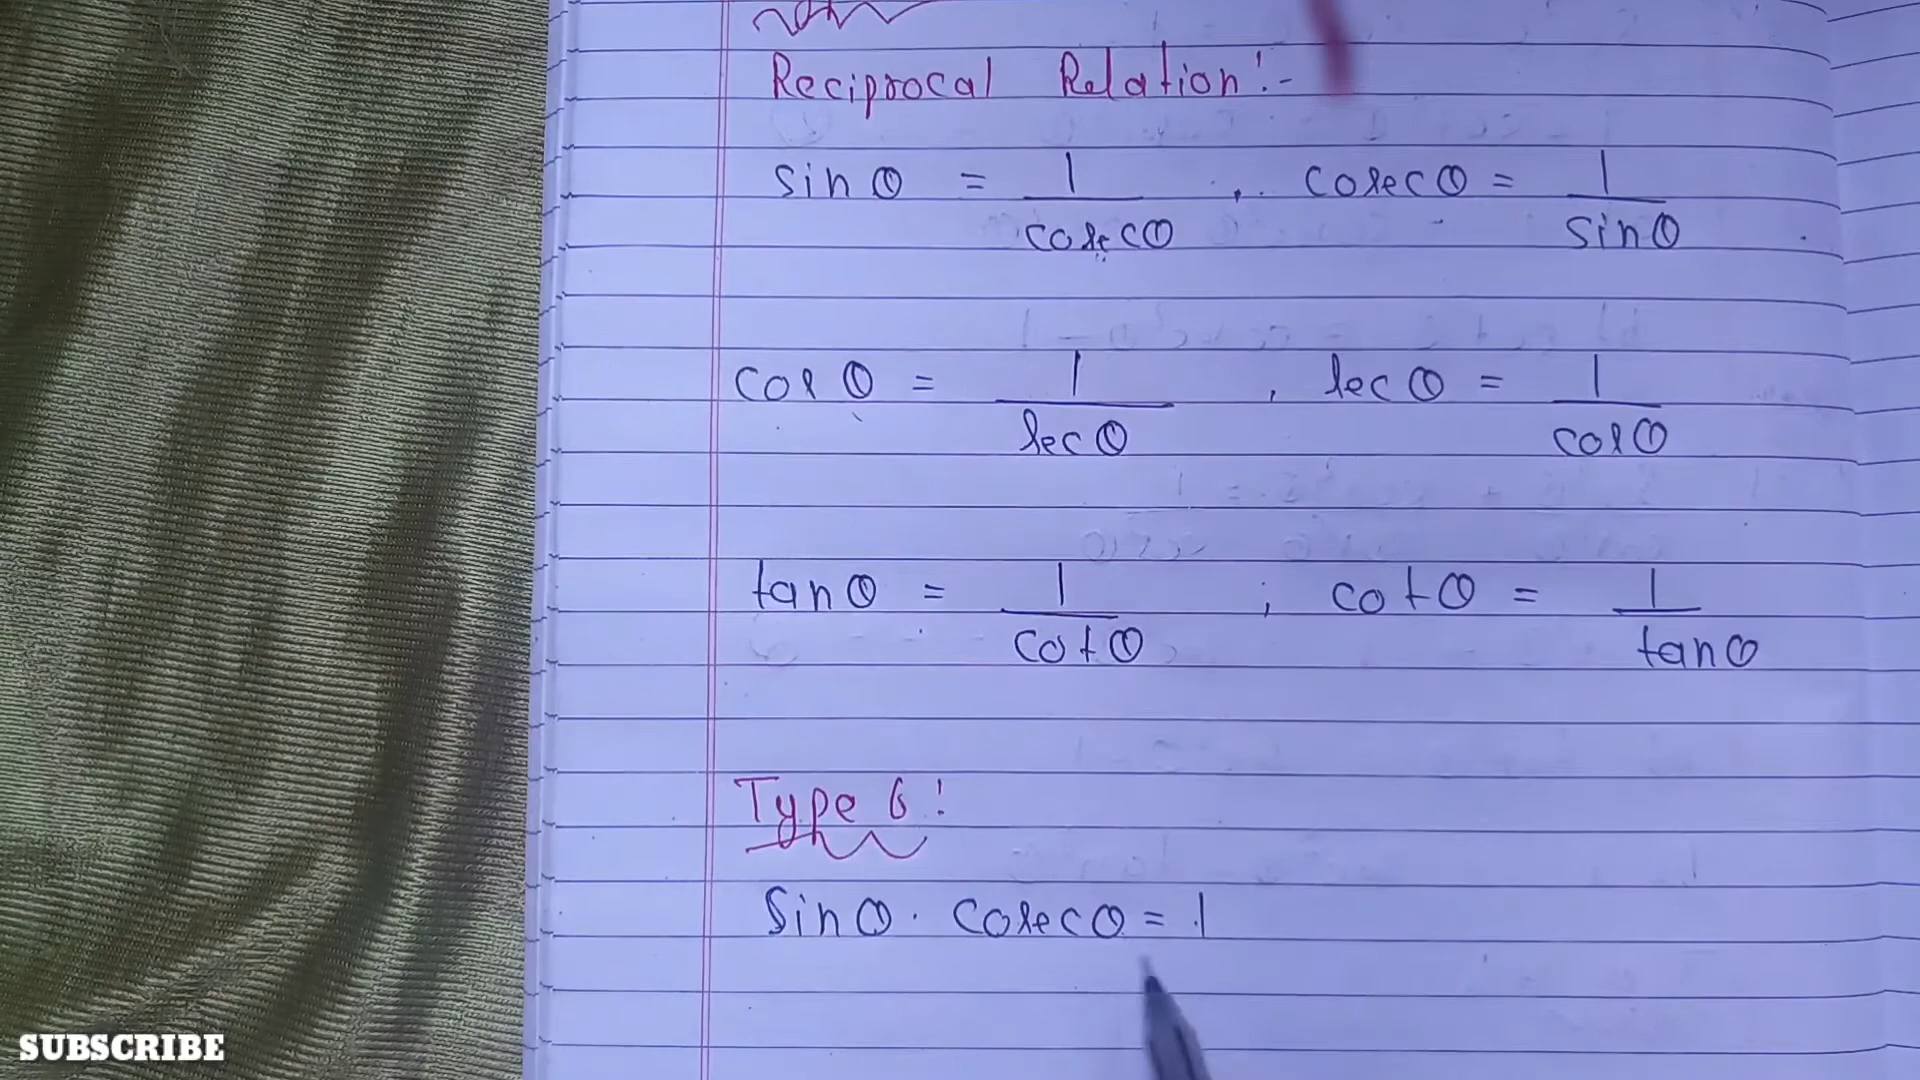 Reciprocal Relation :-
sin θ = 1 / cosec θ , cosec θ = 1 / sin θ
cos θ = 1 / sec θ , sec θ = 1 / cos θ
tan θ = 1 / cot θ ; cot θ = 1 / tan θ
Type 6 :
Sin θ . cosec θ = 1
SUBSCRIBE